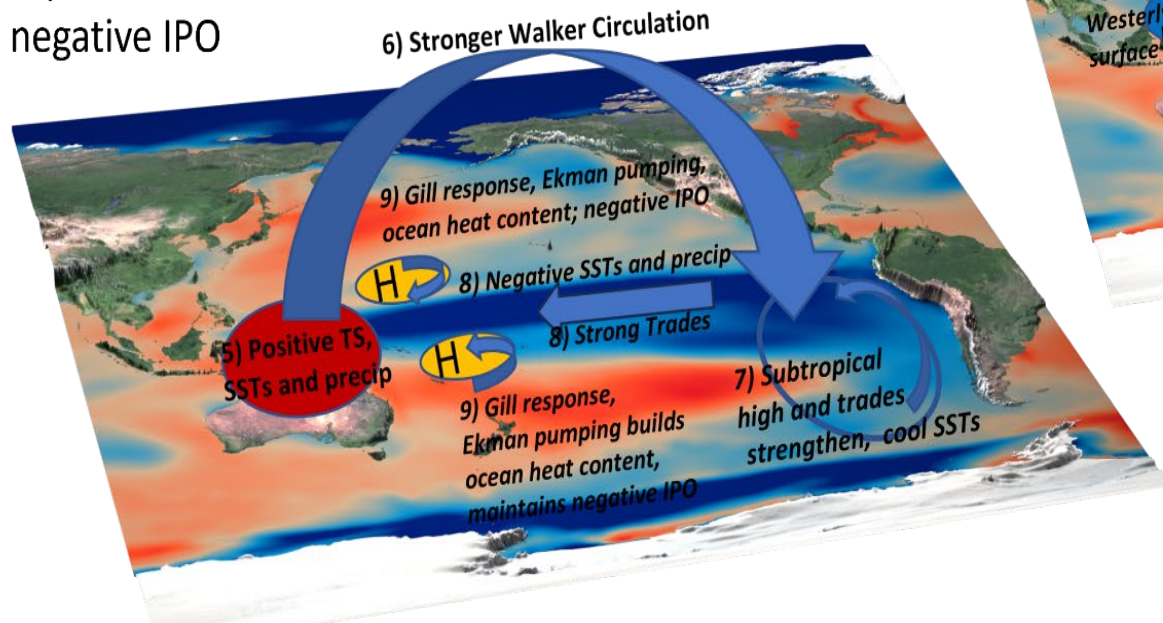 negative IPO
6) Stronger Walker Circulation
Westerly
surface
9) Gill response, Ekman pumping,
ocean heat content; negative IPO
H
8) Negative SSTs and precip
8) Strong Trades
5) Positive TS,
SSTs and precip
H
9) Gill response,
Ekman pumping builds
ocean heat content,
maintains negative IPO
7) Subtropical
high and trades
strengthen, cool SSTs